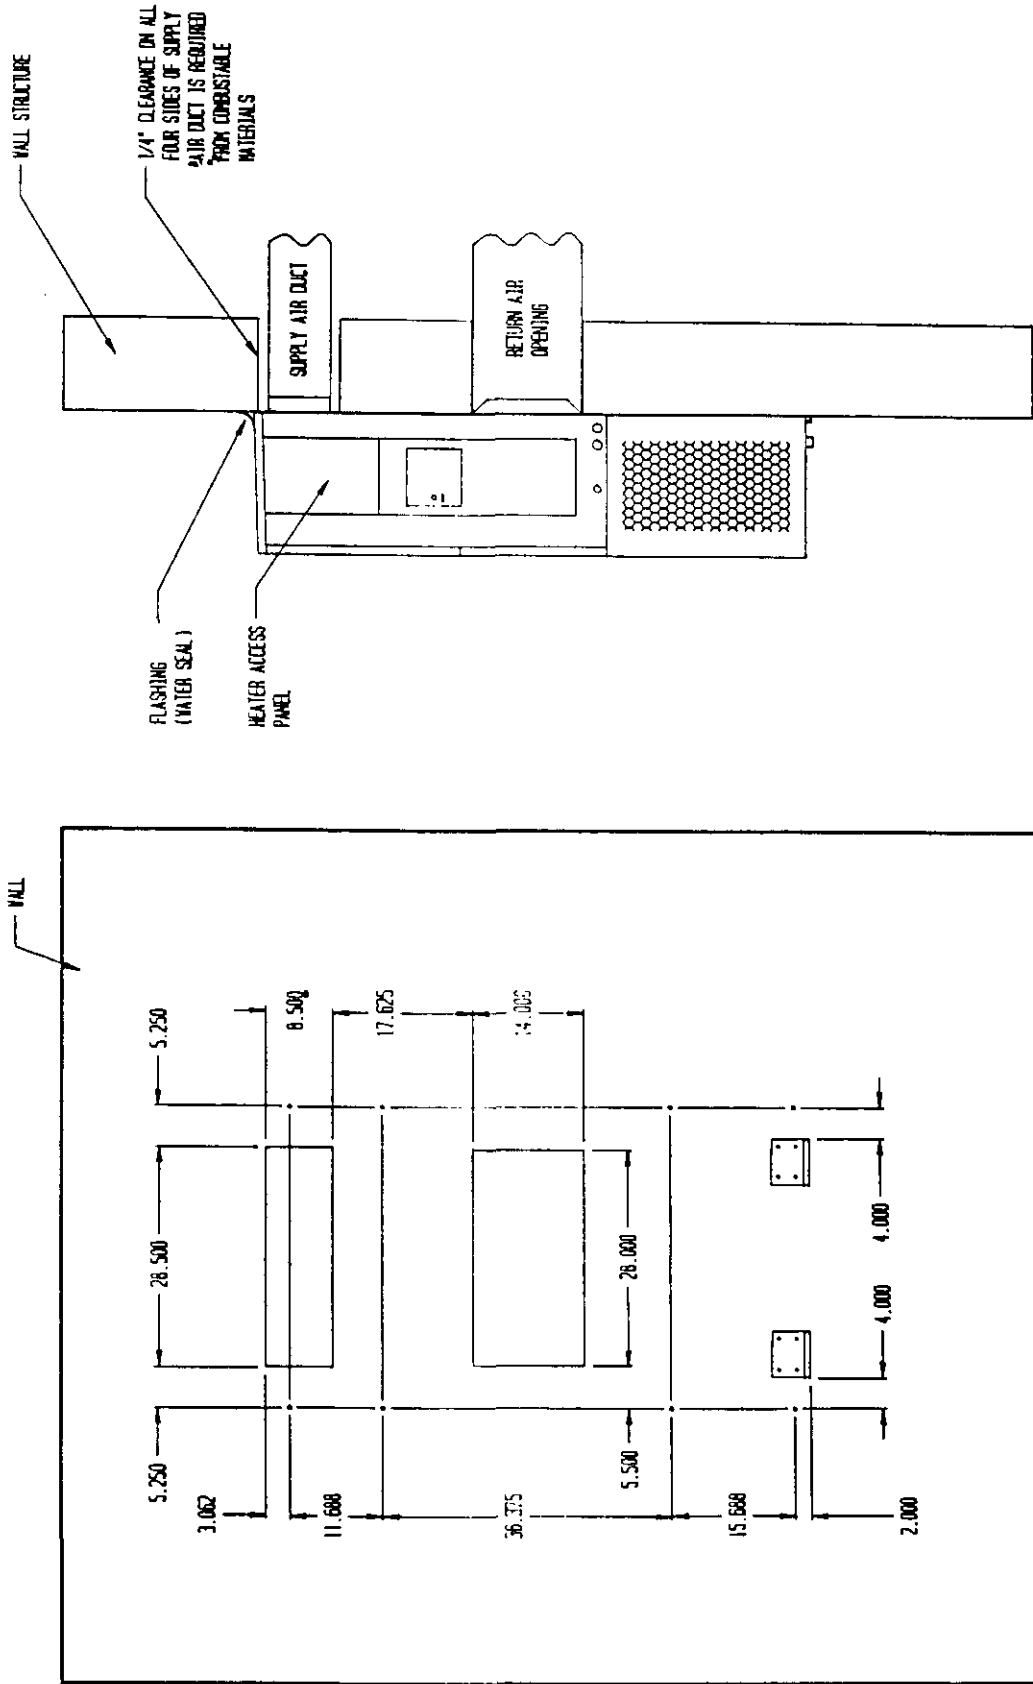 WALL STRUCTURE
1/4" CLEARANCE ON ALL
FOUR SIDES OF SUPPLY
AIR DUCT IS REQUIRED
FROM COMBUSTABLE
MATERIALS
SUPPLY AIR DUCT
RETURN AIR
OPENING
FLASHING
(WATER SEAL)
HEATER ACCESS
PANEL
WALL
5.250
28.500
5.250
8.500
17.625
14.000
3.062
11.688
36.375
15.688
2.000
28.000
5.500
4.000
4.000